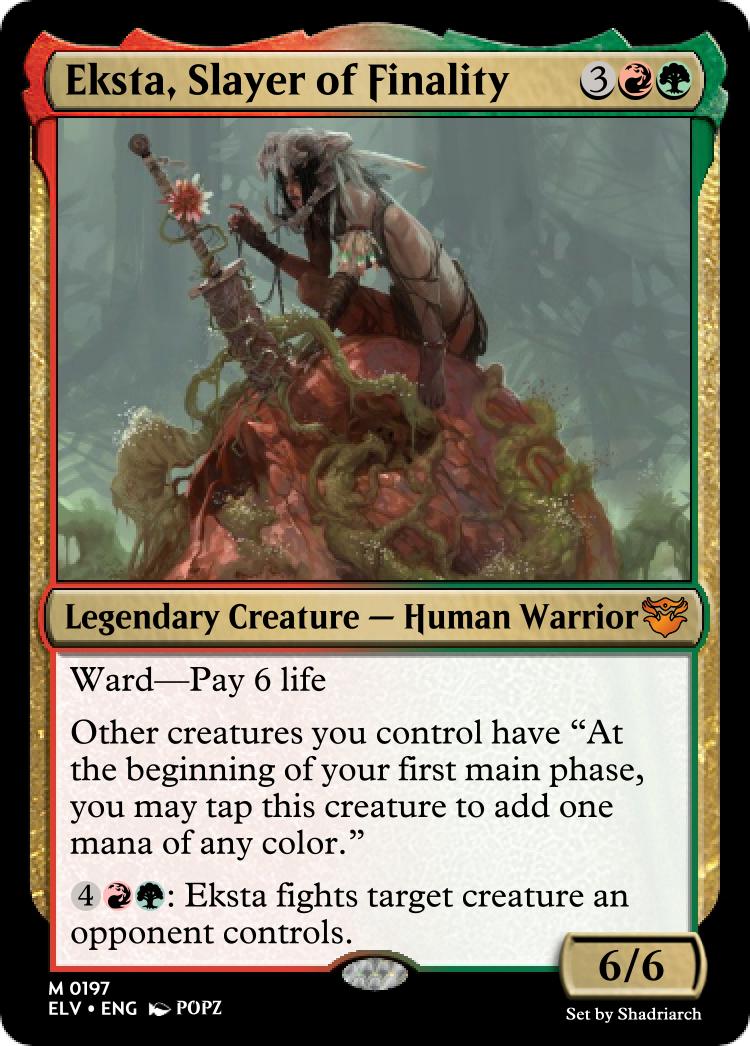 Eksta, Slayer of Finality
3
Legendary Creature — Human Warrior
Ward—Pay 6 life
Other creatures you control have “At
the beginning of your first main phase,
you may tap this creature to add one
mana of any color.”
4 : Eksta fights target creature an
opponent controls.
6/6
M 0197
ELV • ENG POPZ
Set by Shadriarch